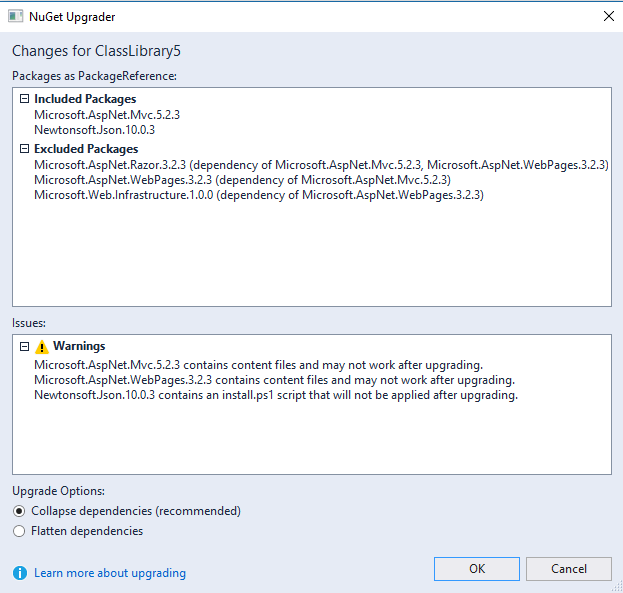 NuGet Upgrader
Changes for ClassLibrary5
Packages as PackageReference:
Included Packages
Microsoft.AspNet.Mvc.5.2.3
Newtonsoft.Json.10.0.3
Excluded Packages
Microsoft.AspNet.Razor.3.2.3 (dependency of Microsoft.AspNet.Mvc.5.2.3, Microsoft.AspNet.WebPages.3.2.3)
Microsoft.AspNet.WebPages.3.2.3 (dependency of Microsoft.AspNet.Mvc.5.2.3)
Microsoft.Web.Infrastructure.1.0.0 (dependency of Microsoft.AspNet.WebPages.3.2.3)
Issues:
Warnings
Microsoft.AspNet.Mvc.5.2.3 contains content files and may not work after upgrading.
Microsoft.AspNet.WebPages.3.2.3 contains content files and may not work after upgrading.
Newtonsoft.Json.10.0.3 contains an install.ps1 script that will not be applied after upgrading.
Upgrade Options:
Collapse dependencies (recommended)
Flatten dependencies
Learn more about upgrading
OK
Cancel